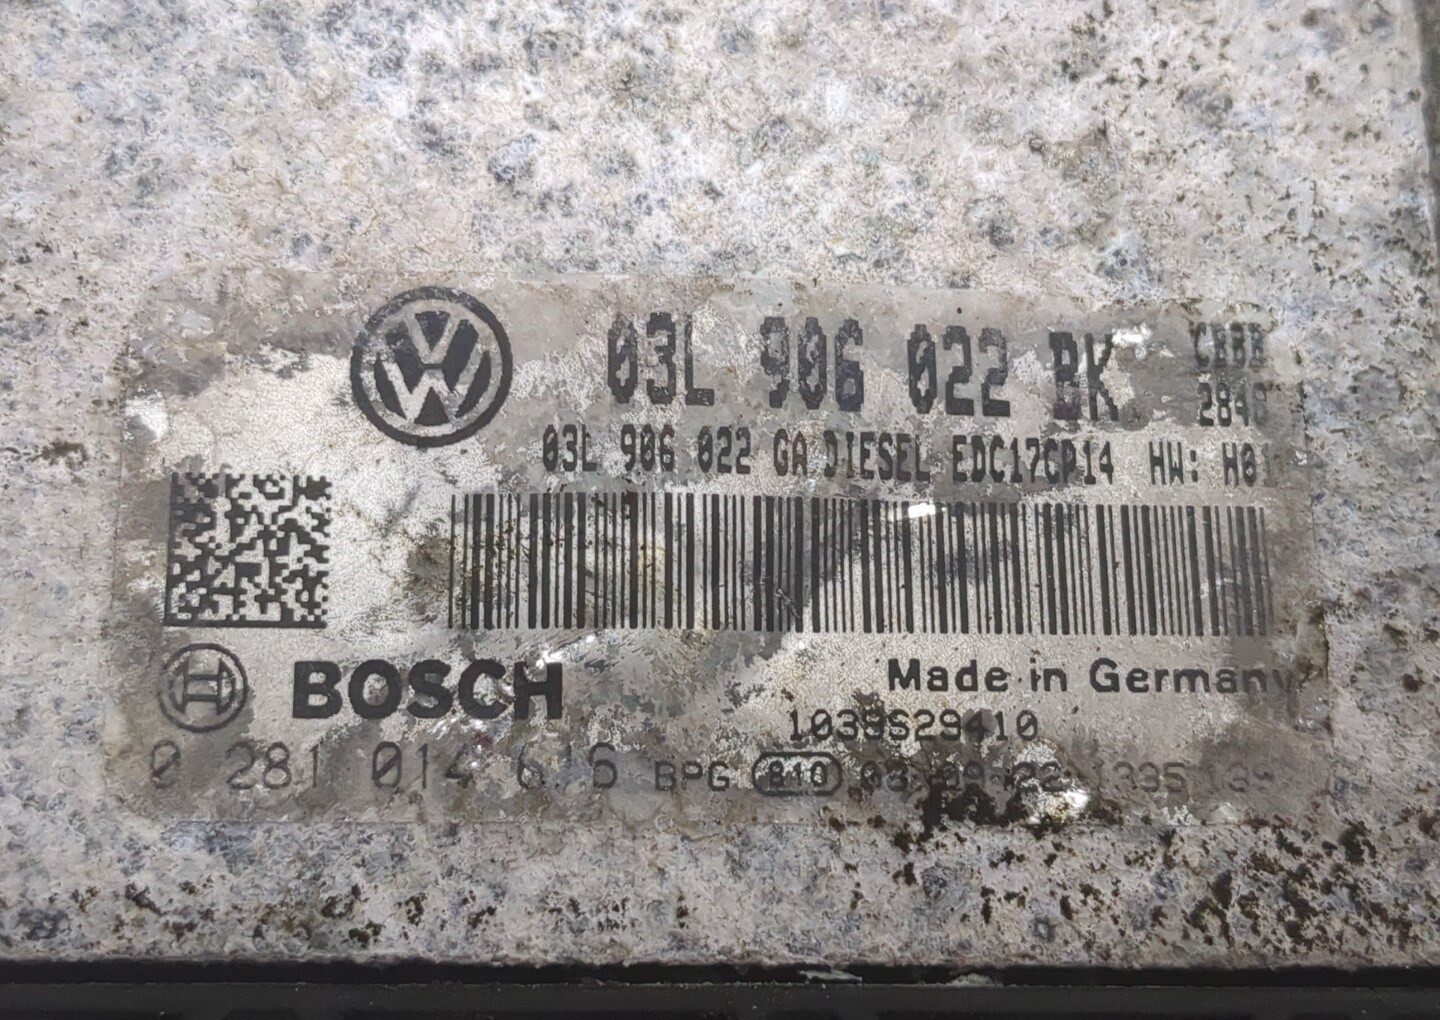 03L 906 022 BK
03L 906 022 GA DIESEL EDC17CP14 HW:
BOSCH
Made in Germany
1039S29410
0 281 014 616 BPG 810